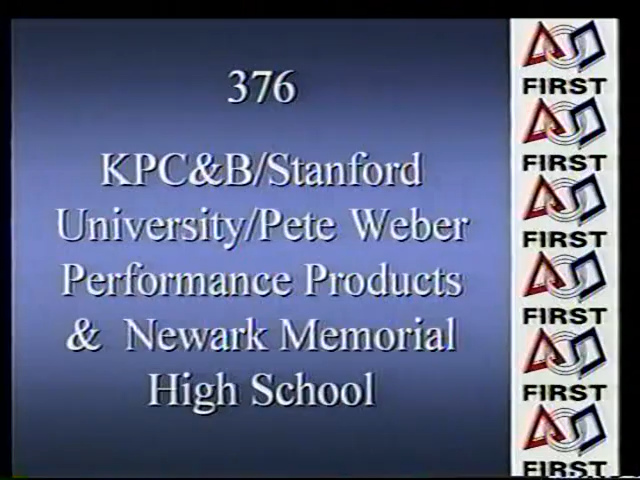 376
KPC&B/Stanford
University/Pete Weber
Performance Products
& Newark Memorial
High School
FIRST
FIRST
FIRST
FIRST
FIRST
FIRST